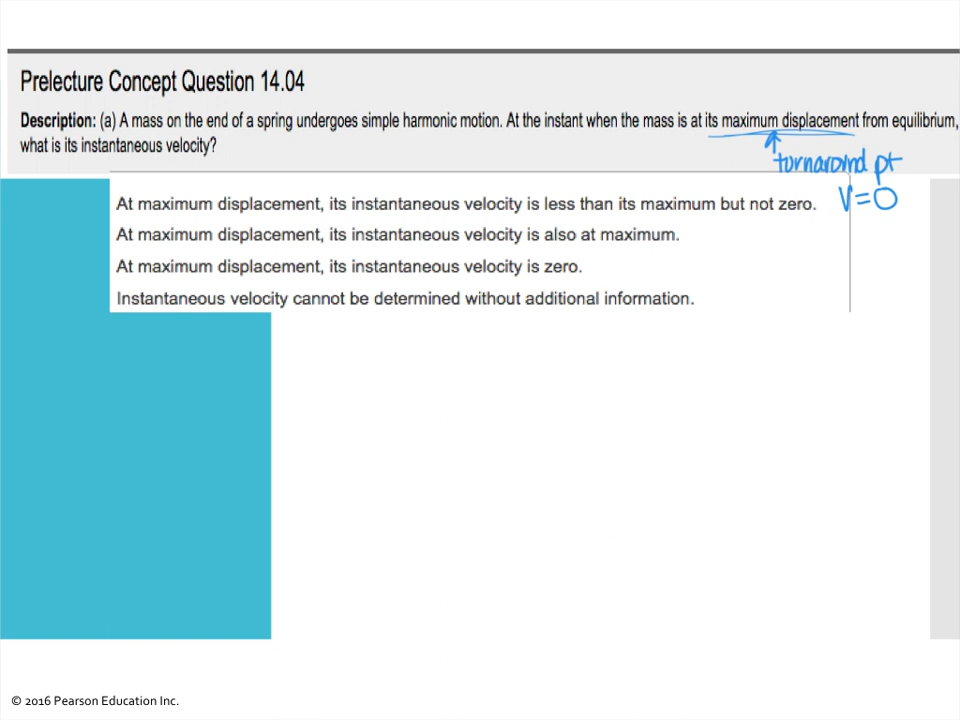 Prelecture Concept Question 14.04
Description: (a) A mass on the end of a spring undergoes simple harmonic motion. At the instant when the mass is at its maximum displacement from equilibrium,
what is its instantaneous velocity?
turnaround pt
V=0
At maximum displacement, its instantaneous velocity is less than its maximum but not zero.
At maximum displacement, its instantaneous velocity is also at maximum.
At maximum displacement, its instantaneous velocity is zero.
Instantaneous velocity cannot be determined without additional information.
© 2016 Pearson Education Inc.